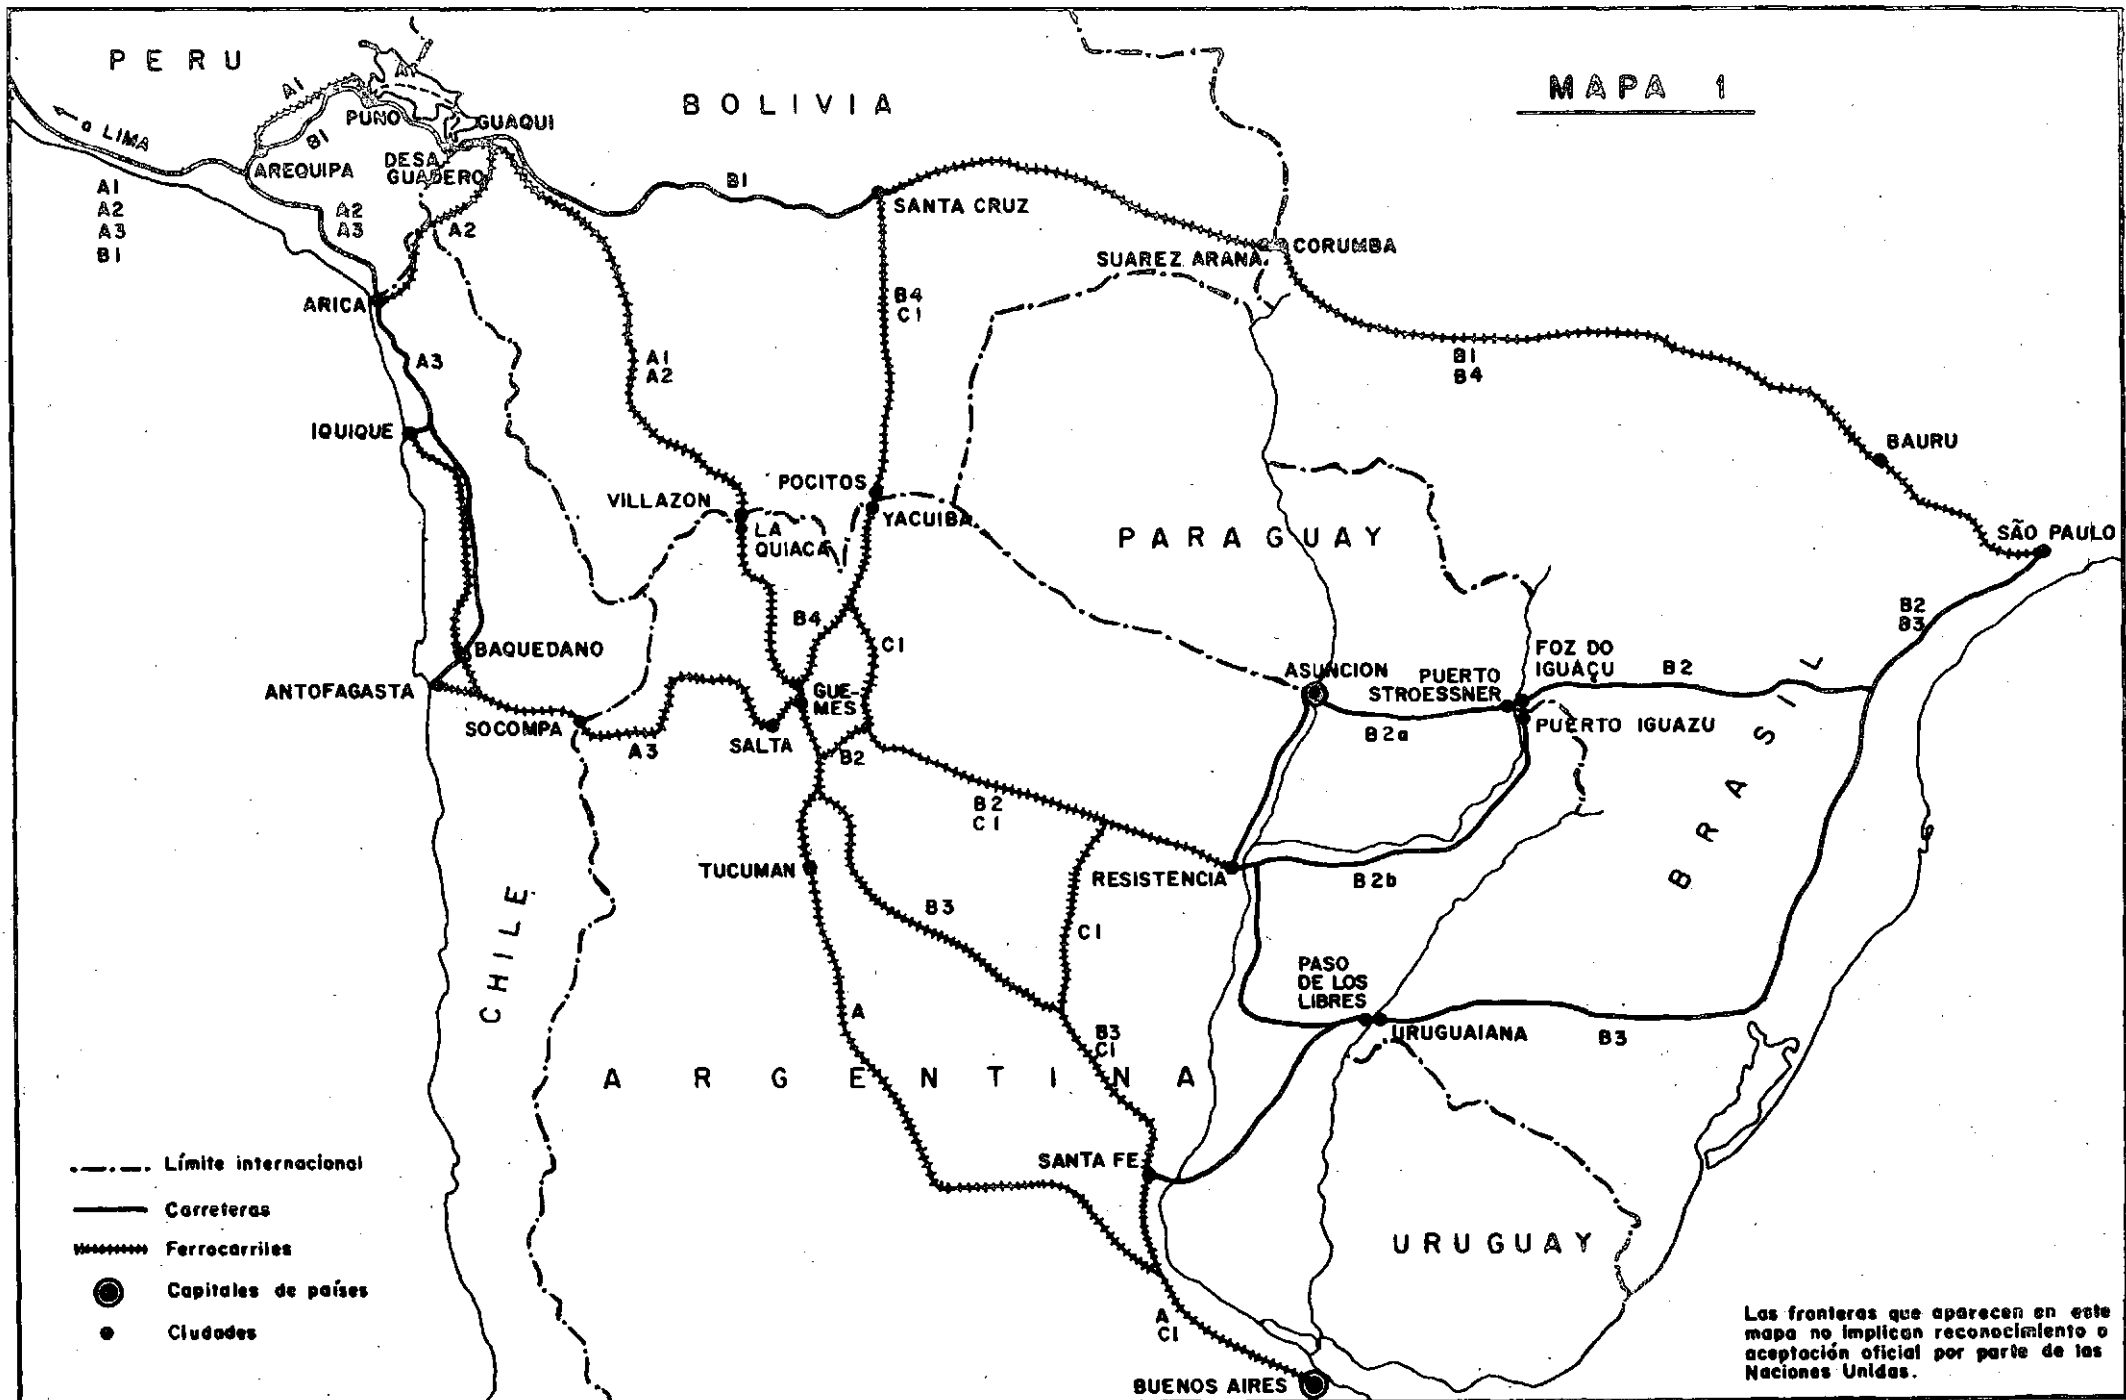 PERU
BOLIVIA
MAPA 1
A1
A1
PUNO
GUAQUI
a LIMA
B1
AREQUIPA
DESA
GUADERO
B1
SANTA CRUZ
A1
A2
A3
B1
A2
A3
A2
CORUMBA
SUAREZ ARANA
ARICA
B4
C1
A3
A1
A2
B1
B4
IQUIQUE
BAURU
POCITOS
VILLAZON
YACUIBA
LA
QUIACA
PARAGUAY
SÃO PAULO
B4
B2
B3
C1
BAQUEDANO
FOZ DO
IGUAÇU
B2
ASUNCION
PUERTO
STROESSNER
ANTOFAGASTA
GUE-
MES
SOCOMPA
PUERTO IGUAZU
A3
SALTA
B2
B2a
BRASIL
B2
C1
TUCUMAN
RESISTENCIA
B2b
CHILE
B3
C1
PASO
DE LOS
LIBRES
A
B3
C1
URUGUAIANA
B3
ARGENTINA
SANTA FE
Límite internacional
Carreteras
URUGUAY
Ferrocarriles
Capitales de países
Ciudades
A
C1
BUENOS AIRES
Las fronteras que aparecen en este
mapa no implican reconocimiento o
aceptación oficial por parte de las
Naciones Unidas.